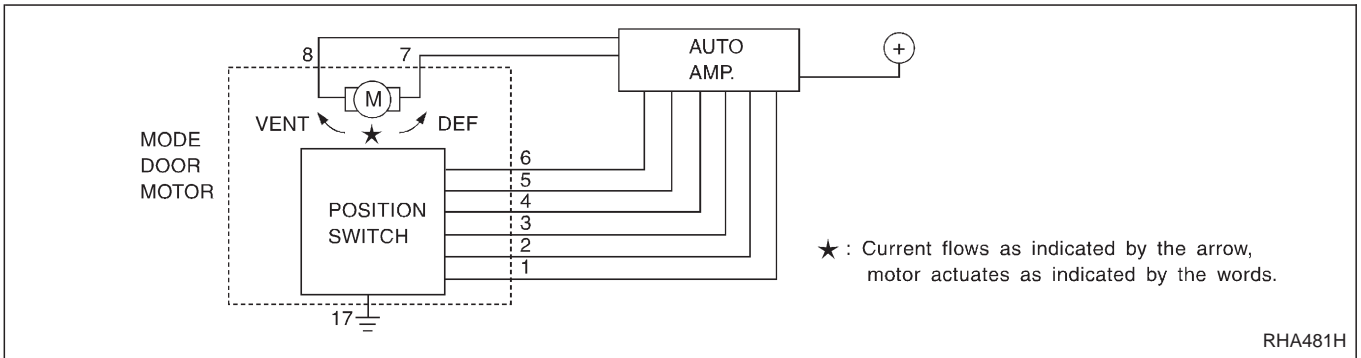 8 7
AUTO
AMP.
+
M
VENT ★ DEF
MODE
DOOR
MOTOR
POSITION
SWITCH
6
5
4
3
2
1
17
★ : Current flows as indicated by the arrow,
motor actuates as indicated by the words.
RHA481H